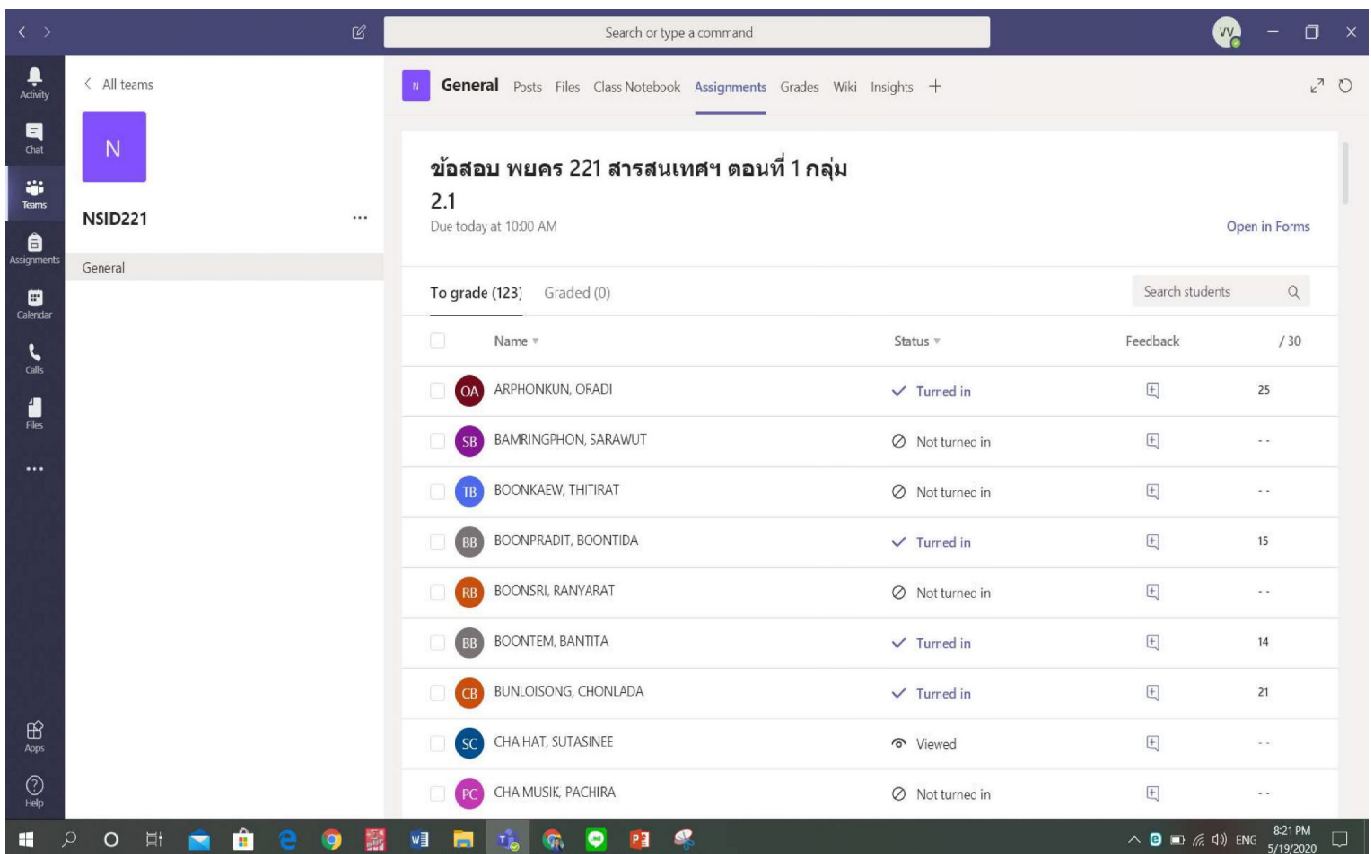 Search or type a command
VV
Activity
Chat
Teams
Assignments
Calendar
Calls
Files
Apps
Help
All teams
N
NSID221
General
N General Posts Files Class Notebook Assignments Grades Wiki Insights
ข้อสอบ พยคร 221 สารสนเทศฯ ตอนที่ 1 กลุ่ม
2.1
Due today at 10:00 AM
Open in Forms
To grade (123) Graded (0) Search students
Name Status Feedback / 30
OA ARPHONKUN, ORADI Turned in 25
SB BAMRINGPHON, SARAWUT Not turned in --
TB BOONKAEW, THITIRAT Not turned in --
BB BOONPRADIT, BOONTIDA Turned in 15
RB BOONSRI, RANYARAT Not turned in --
BB BOONTEM, BANTITA Turned in 14
CB BUNLOISONG, CHONLADA Turned in 21
SC CHAIHAT, SUTASINEE Viewed --
PC CHAIMUSIK, PACHIRA Not turned in --
ENG 8:21 PM
5/19/2020